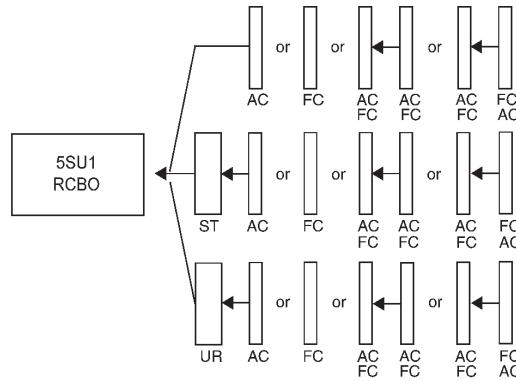 or or or
AC FC AC AC AC FC
FC FC FC AC
5SU1
RCBO
or or or
ST AC FC AC AC AC FC
FC FC FC AC
or or or
UR AC FC AC AC AC FC
FC FC FC AC